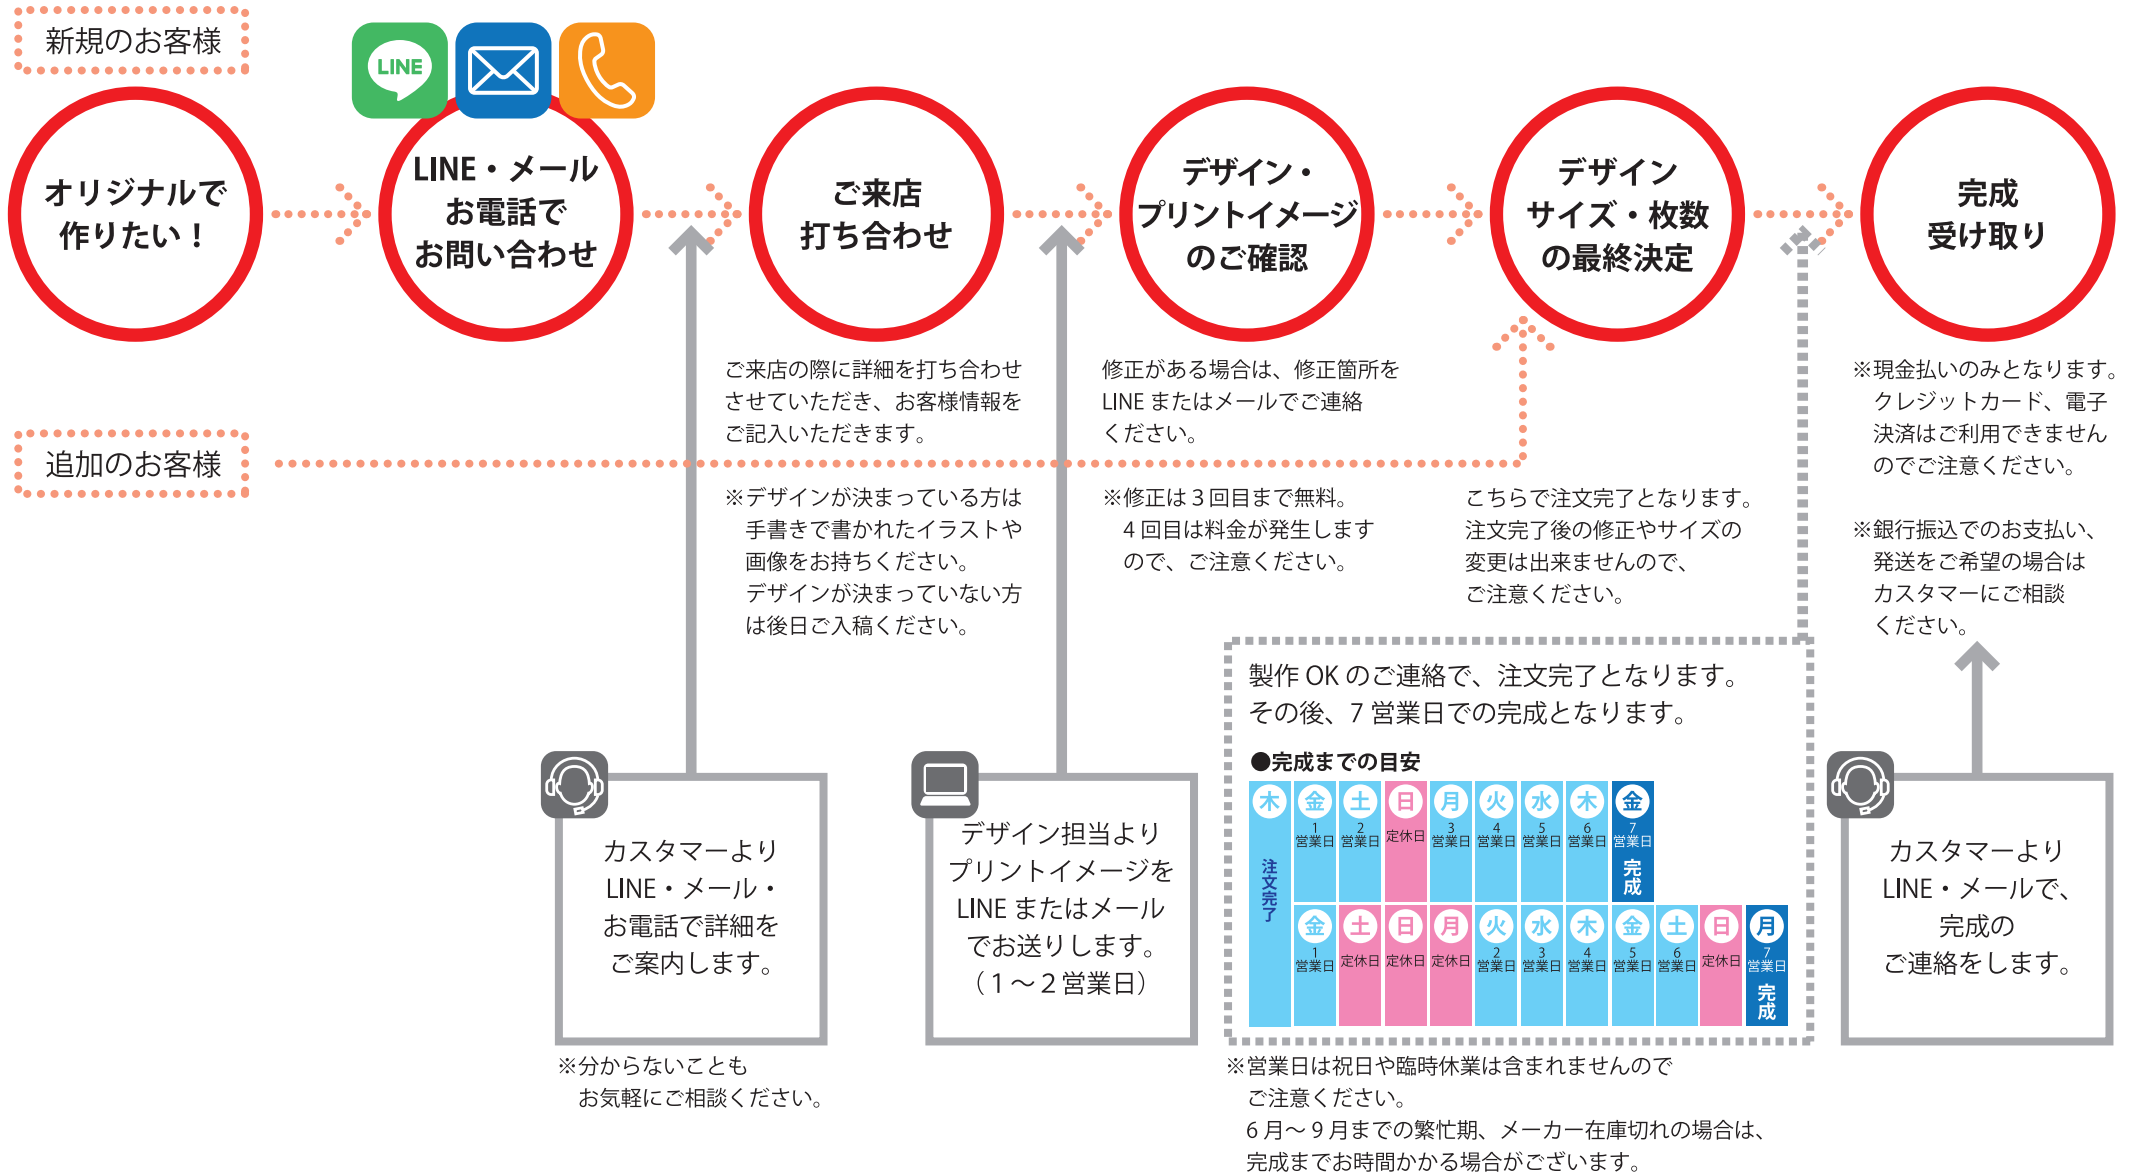 新規のお客様
LINE
オリジナルで
作りたい！
LINE・メール
お電話で
お問い合わせ
ご来店
打ち合わせ
デザイン・
プリントイメージ
のご確認
デザイン
サイズ・枚数
の最終決定
完成
受け取り
ご来店の際に詳細を打ち合わせ
させていただき、お客様情報を
ご記入いただきます。
※デザインが決まっている方は
手書きで書かれたイラストや
画像をお持ちください。
デザインが決まっていない方
は後日ご入稿ください。
修正がある場合は、修正箇所を
LINE またはメールでご連絡
ください。
※修正は 3 回目まで無料。
4 回目は料金が発生します
ので、ご注意ください。
こちらで注文完了となります。
注文完了後の修正やサイズの
変更は出来ませんので、
ご注意ください。
※現金払いのみとなります。
クレジットカード、電子
決済はご利用できません
のでご注意ください。
※銀行振込でのお支払い、
発送をご希望の場合は
カスタマーにご相談
ください。
追加のお客様
カスタマーより
LINE・メール・
お電話で詳細を
ご案内します。
※分からないことも
お気軽にご相談ください。
デザイン担当より
プリントイメージを
LINE またはメール
でお送りします。
（1～2 営業日）
製作 OK のご連絡で、注文完了となります。
その後、7 営業日での完成となります。
●完成までの目安
木 金 土 日 月 火 水 木 金
1 2 3 4 5 6 7
営業日 営業日 定休日 営業日 営業日 営業日 営業日 営業日
注文完了
完成
金 土 日 月 火 水 木 金 土 日 月
1 2 3 4 5 6 7
営業日 定休日 定休日 定休日 営業日 営業日 営業日 営業日 営業日 定休日 営業日
完成
※営業日は祝日や臨時休業は含まれませんので
ご注意ください。
6 月～9 月までの繁忙期、メーカー在庫切れの場合は、
完成までお時間かかる場合がございます。
カスタマーより
LINE・メールで、
完成の
ご連絡をします。